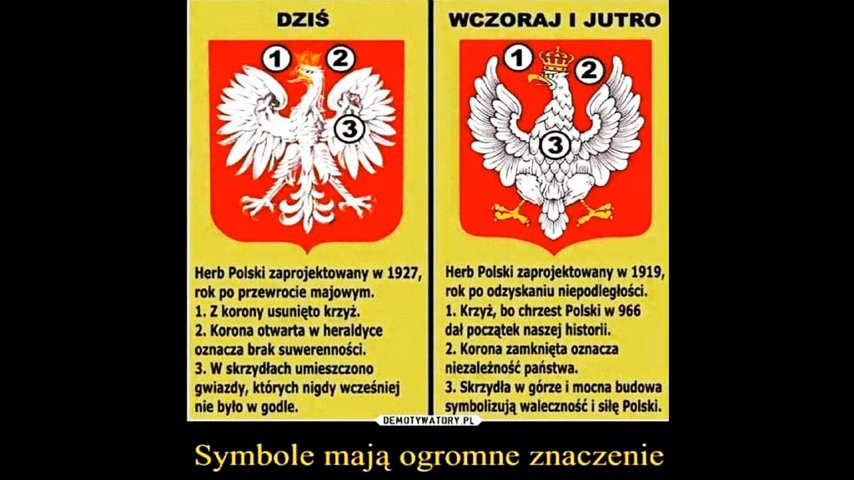 DZIŚ
1
2
3
Herb Polski zaprojektowany w 1927,
rok po przewrocie majowym.
1. Z korony usunięto krzyż.
2. Korona otwarta w heraldyce
oznacza brak suwerenności.
3. W skrzydłach umieszczono
gwiazdy, których nigdy wcześniej
nie było w godle.
WCZORAJ I JUTRO
1
2
3
Herb Polski zaprojektowany w 1919,
rok po odzyskaniu niepodległości.
1. Krzyż, bo chrzest Polski w 966
dał początek naszej historii.
2. Korona zamknięta oznacza
niezależność państwa.
3. Skrzydła w górze i mocna budowa
symbolizują waleczność i siłę Polski.
DEMOTYWATORY.PL
Symbole mają ogromne znaczenie